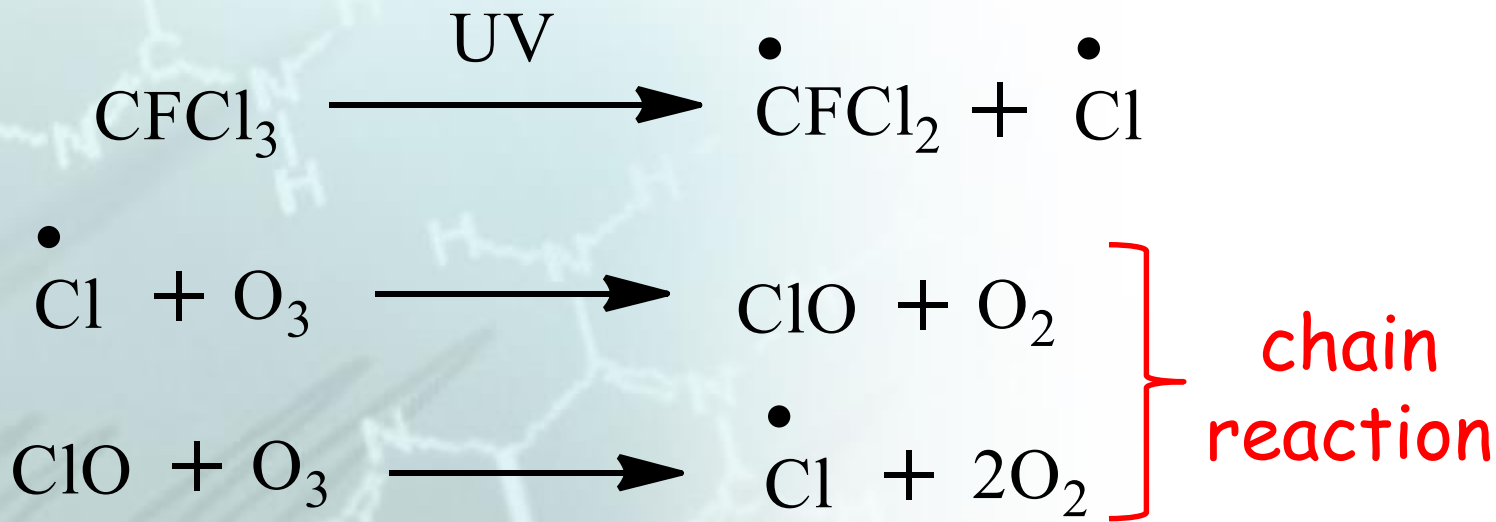 UV
CFCl₃ ⟶ •CFCl₂ + •Cl
•Cl + O₃ ⟶ ClO + O₂
ClO + O₃ ⟶ •Cl + 2O₂
chain
reaction
N
H
H
N
H
N
N